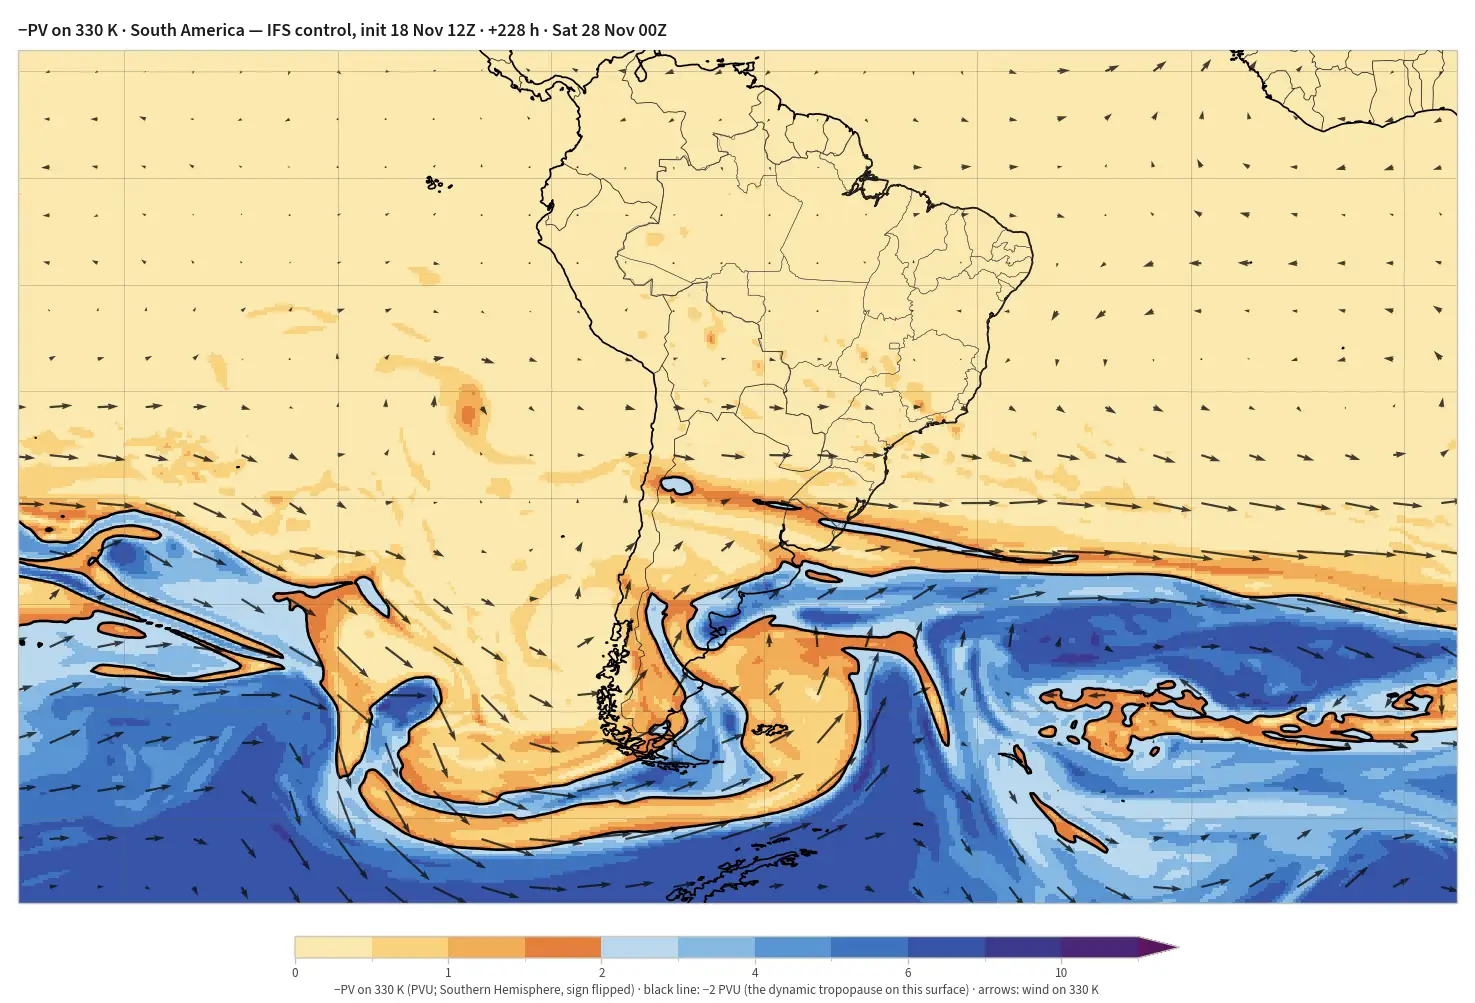 −PV on 330 K · South America — IFS control, init 18 Nov 12Z · +228 h · Sat 28 Nov 00Z
0 1 2 4 6 10
−PV on 330 K (PVU; Southern Hemisphere, sign flipped) · black line: −2 PVU (the dynamic tropopause on this surface) · arrows: wind on 330 K